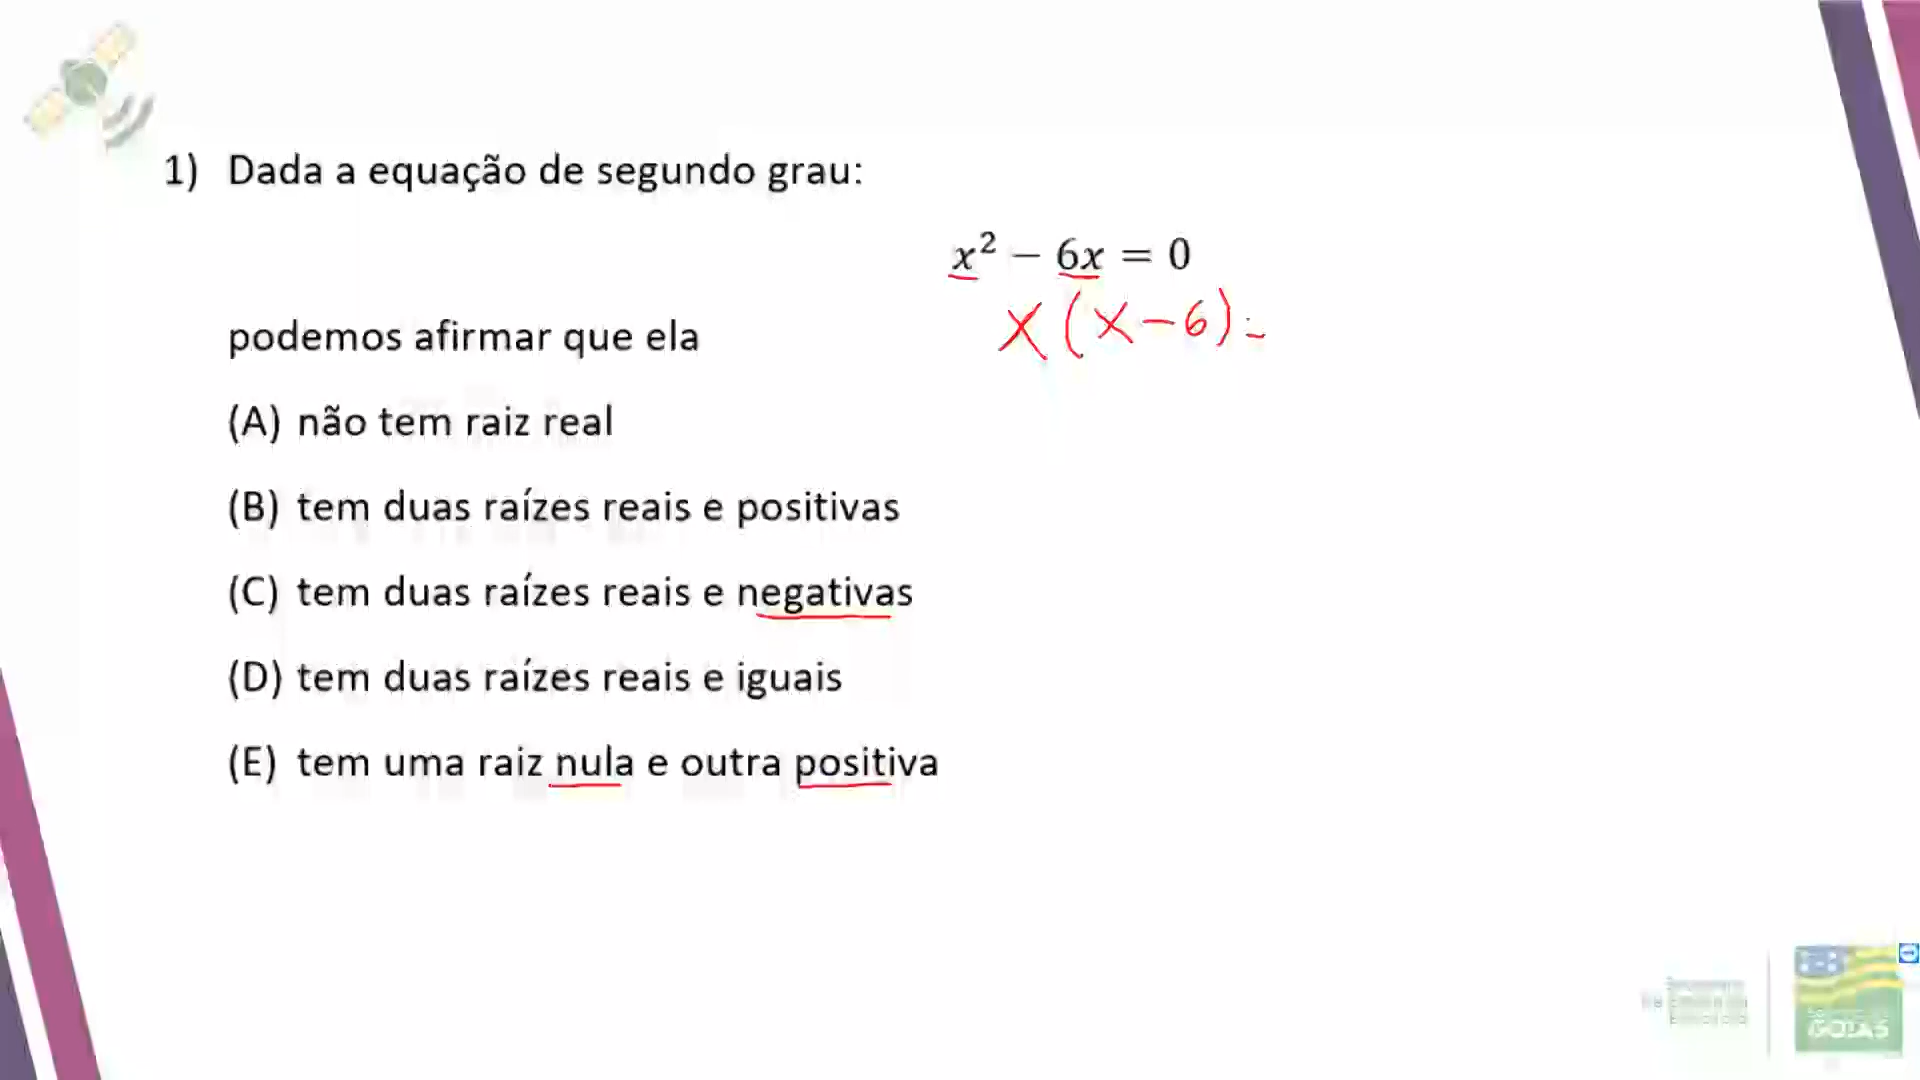 1) Dada a equação de segundo grau:
x² − 6x = 0
X (X − 6) =
podemos afirmar que ela
(A) não tem raiz real
(B) tem duas raízes reais e positivas
(C) tem duas raízes reais e negativas
(D) tem duas raízes reais e iguais
(E) tem uma raiz nula e outra positiva
GOIÁS